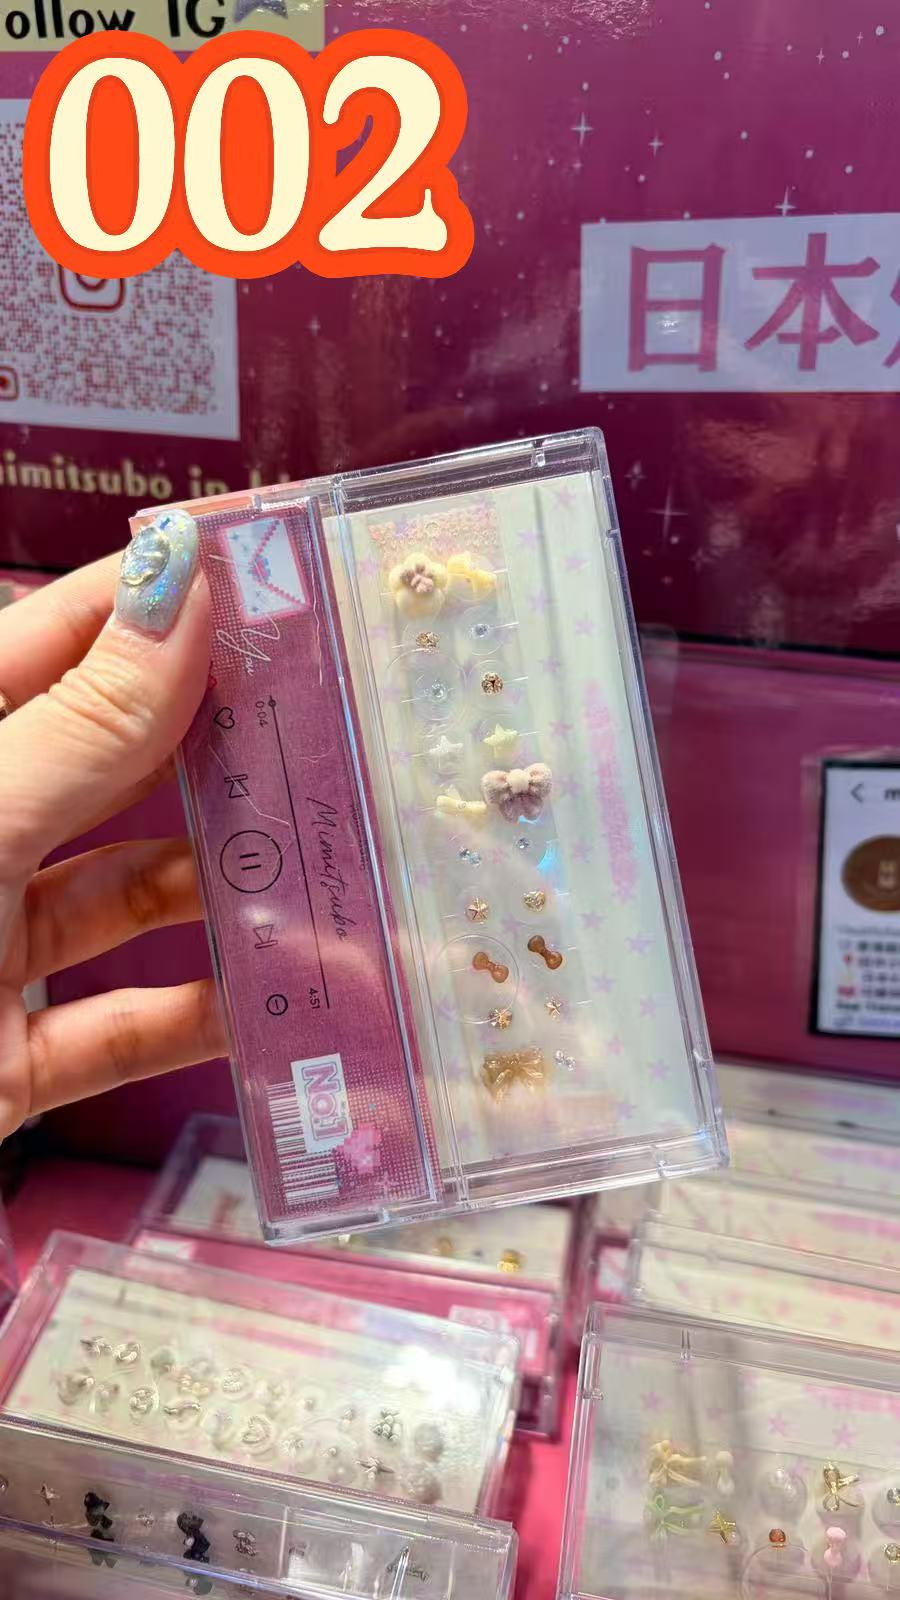 ollow IG
002
日本
mimitsubo in
You
0:04
Mimitsubo
4:51
NO.1